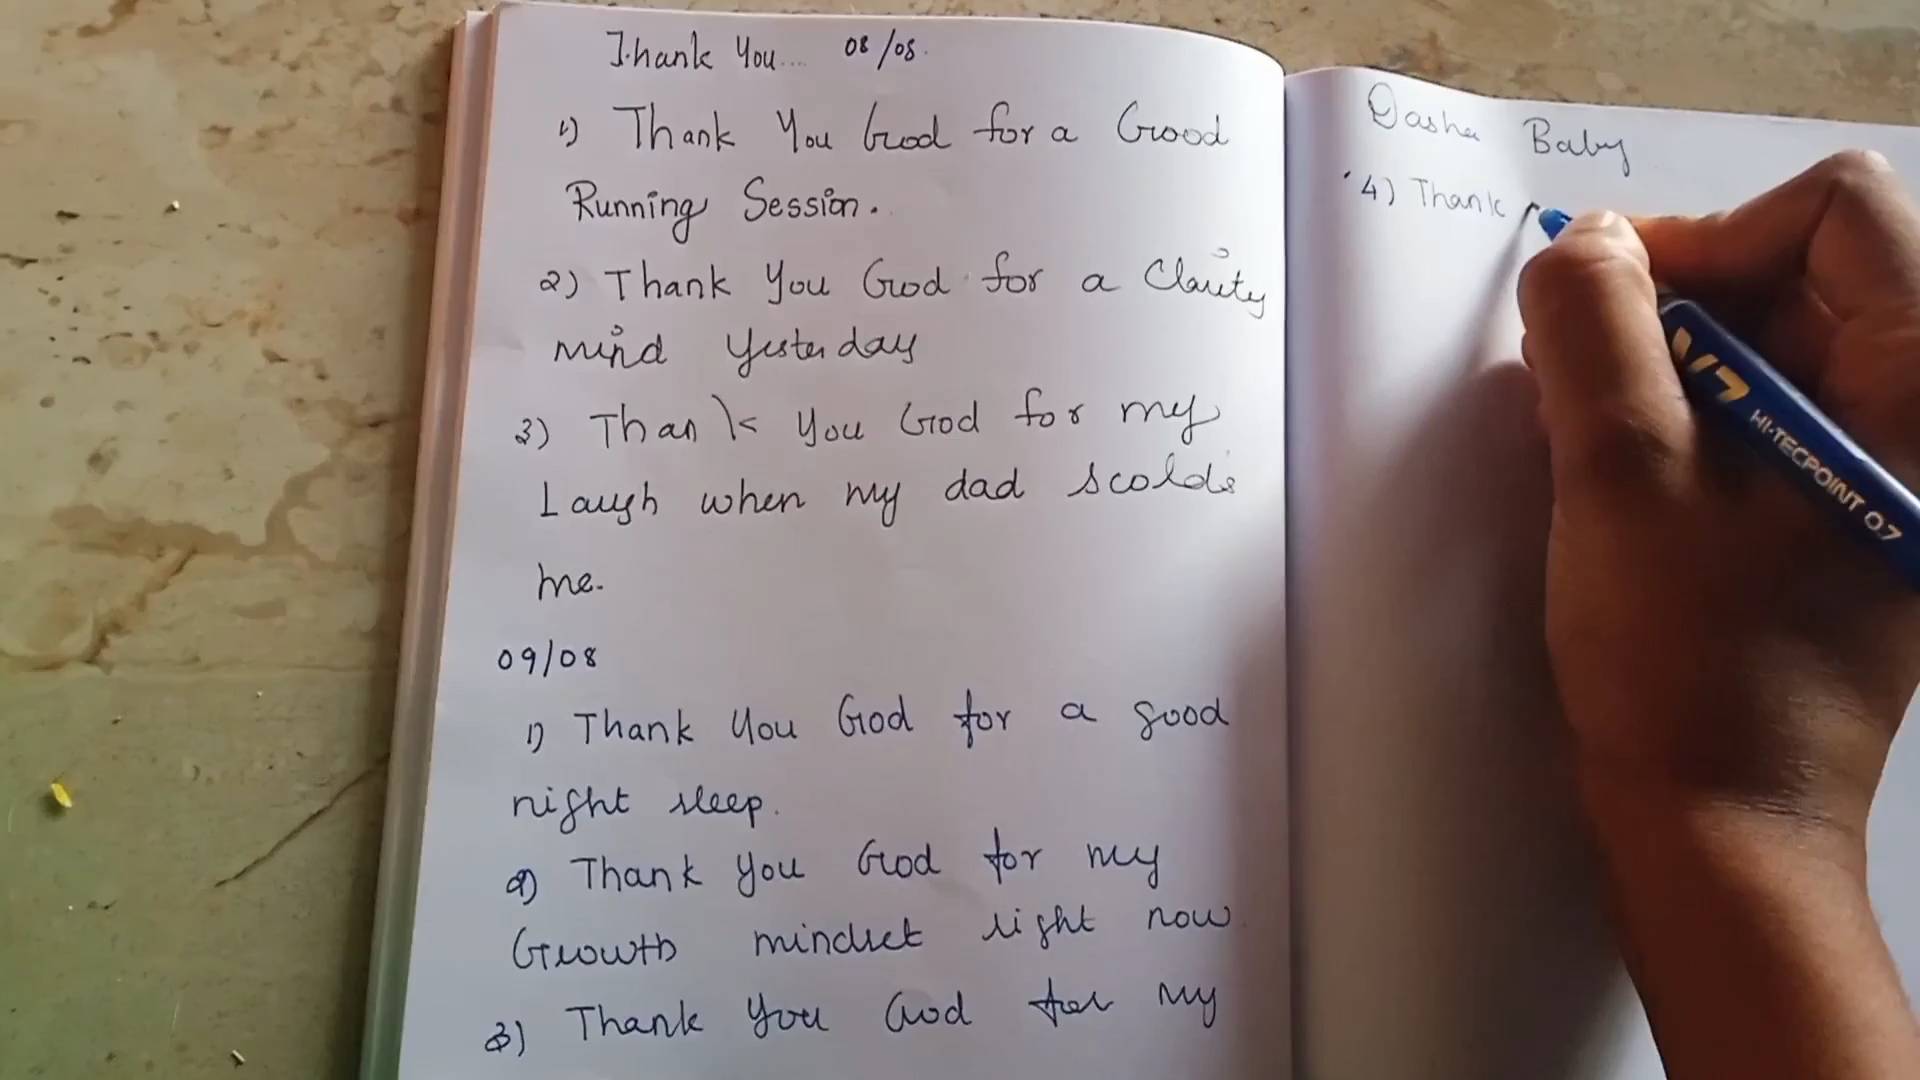 Thank You.... 08/08.
1) Thank You God for a Good
Running Session.
2) Thank You God for a Clarity
mind Yesterday
3) Thank You God for my
Laugh when my dad scolds
me.
09/08
1) Thank You God for a good
night sleep.
2) Thank You God for my
Growth mindset right now.
3) Thank You God for my
Baby
4) Thank
V7
HI-TECPOINT 0.7